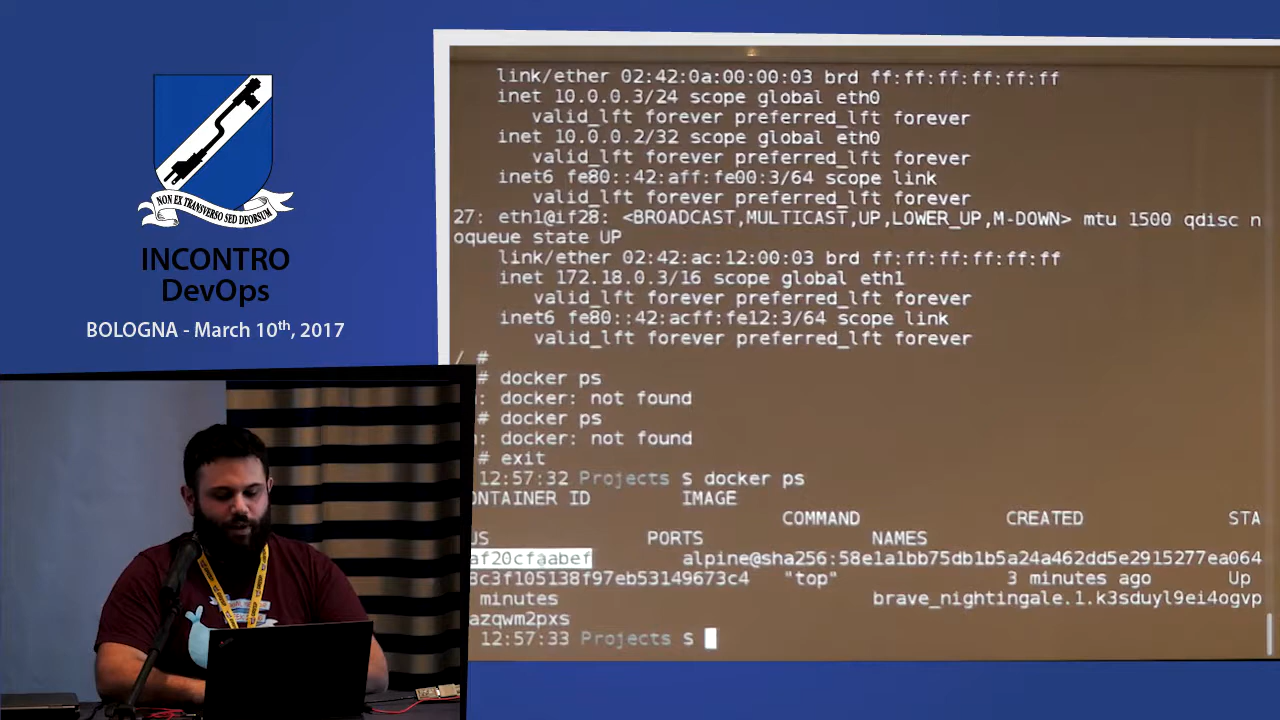 NON EX TRANSVERSO SED DEORSUM
INCONTRO
DevOps
BOLOGNA - March 10th, 2017
link/ether 02:42:0a:00:00:03 brd ff:ff:ff:ff:ff:ff
inet 10.0.0.3/24 scope global eth0
valid_lft forever preferred_lft forever
inet 10.0.0.2/32 scope global eth0
valid_lft forever preferred_lft forever
inet6 fe80::42:aff:fe00:3/64 scope link
valid_lft forever preferred_lft forever
27: eth1@if28: <BROADCAST,MULTICAST,UP,LOWER_UP,M-DOWN> mtu 1500 qdisc n
oqueue state UP
link/ether 02:42:ac:12:00:03 brd ff:ff:ff:ff:ff:ff
inet 172.18.0.3/16 scope global eth1
valid_lft forever preferred_lft forever
inet6 fe80::42:acff:fe12:3/64 scope link
valid_lft forever preferred_lft forever
/ #
# docker ps
: docker: not found
# docker ps
: docker: not found
# exit
12:57:32 Projects $ docker ps
ONTAINER ID IMAGE
COMMAND CREATED STA
US PORTS NAMES
af20cfaabef alpine@sha256:58e1a1bb75db1b5a24a462dd5e2915277ea064
3c3f105138f97eb53149673c4 "top" 3 minutes ago Up
minutes brave_nightingale.1.k3sduyl9ei4ogvp
azqwm2pxs
12:57:33 Projects $